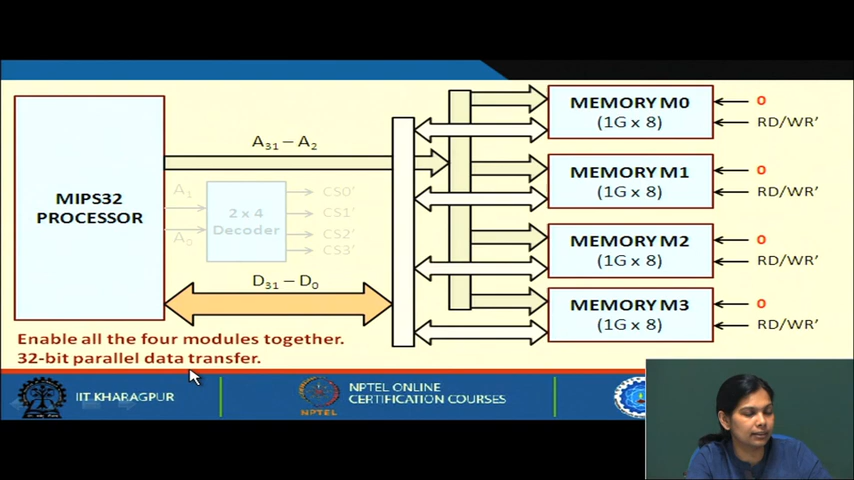 MIPS32
PROCESSOR
A31 – A2
A1
A0
2 x 4
Decoder
CS0'
CS1'
CS2'
CS3'
D31 – D0
MEMORY M0
(1G x 8)
0
RD/WR'
MEMORY M1
(1G x 8)
0
RD/WR'
MEMORY M2
(1G x 8)
0
RD/WR'
MEMORY M3
(1G x 8)
0
RD/WR'
Enable all the four modules together.
32-bit parallel data transfer.
IIT KHARAGPUR
NPTEL
NPTEL ONLINE
CERTIFICATION COURSES